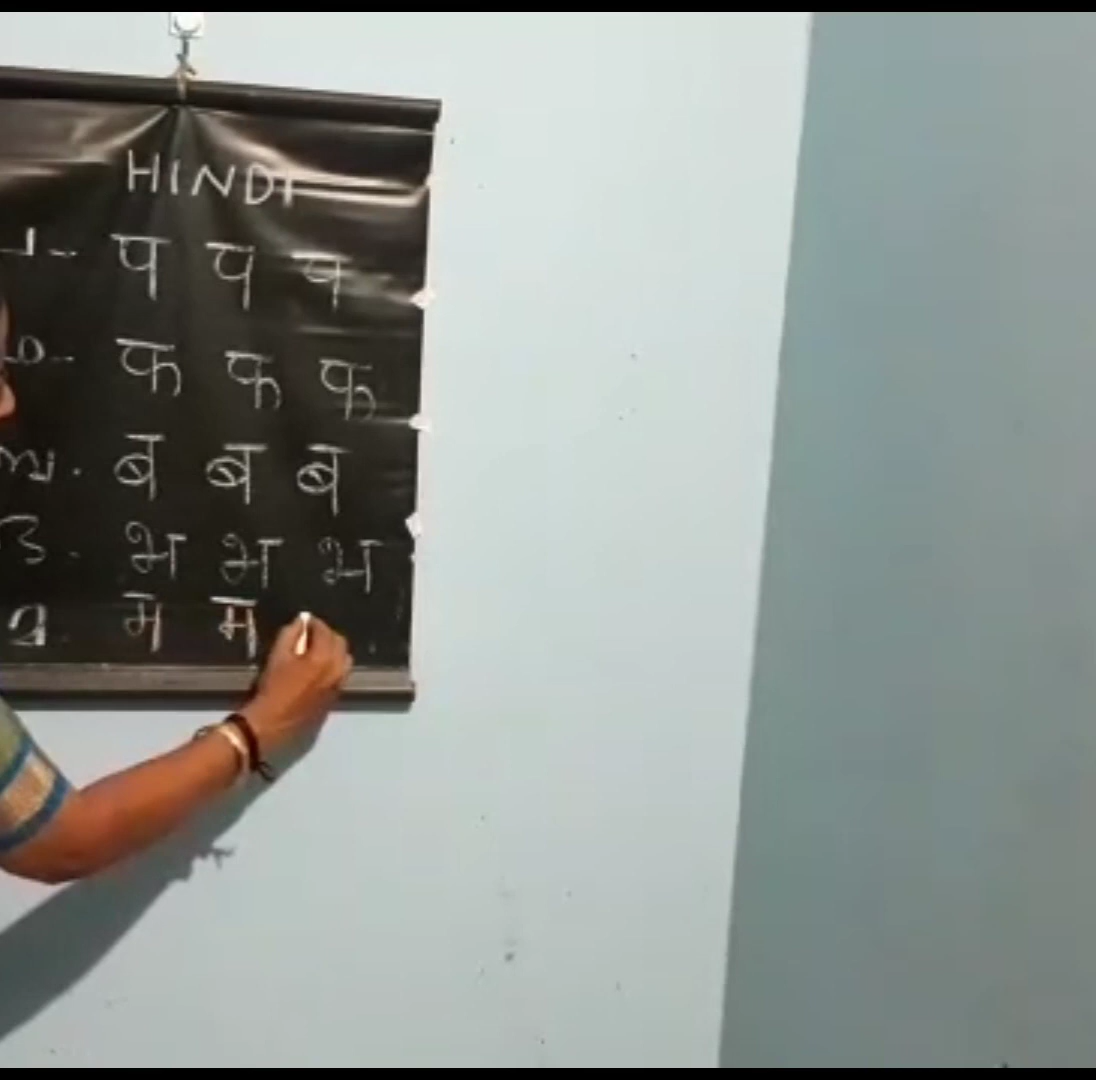 HINDI
प प प
फ फ फ
ब ब ब
भ भ भ
മ म म